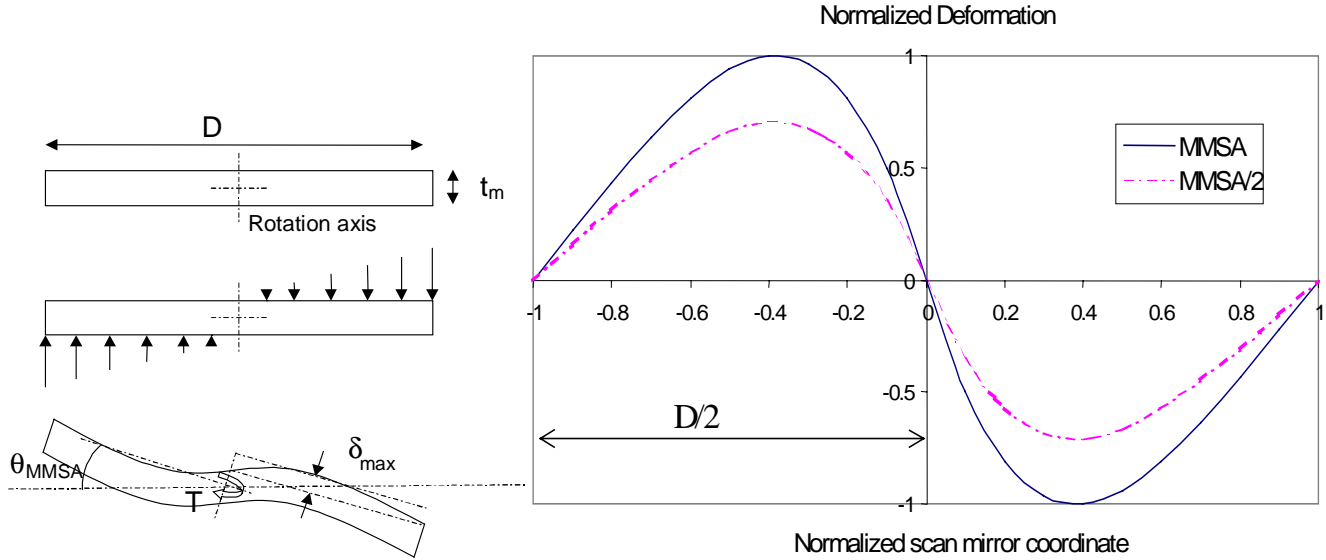 D
t_m
Rotation axis
θ_MMSA
T
δ_max
Normalized Deformation
1
0.5
0
-0.5
-1
-1 -0.8 -0.6 -0.4 -0.2 0 0.2 0.4 0.6 0.8 1
MMSA
MMSA/2
D/2
Normalized scan mirror coordinate